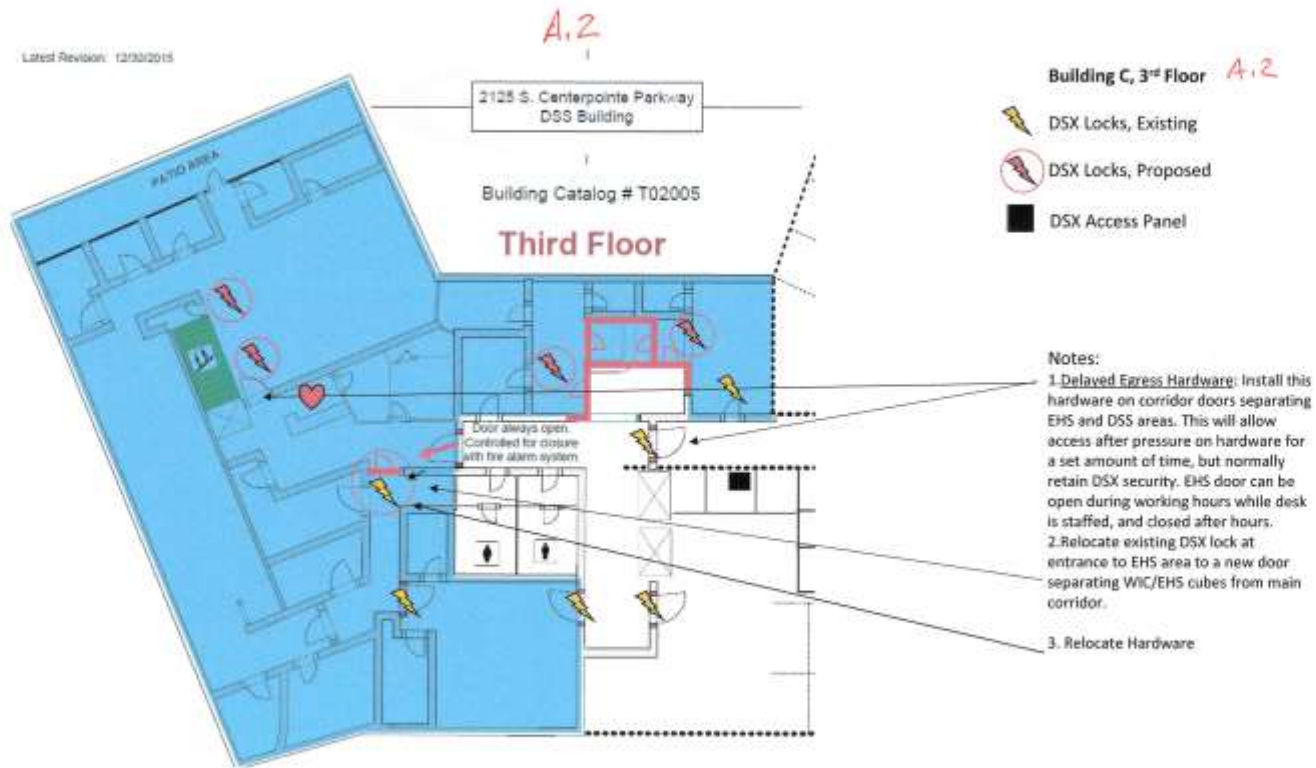 A.2
Latest Revision: 12/30/2015
2125 S. Centerpointe Parkway
DSS Building
Building Catalog # T02005
Third Floor
PATIO AREA
Door always open.
Controlled for closure
with fire alarm system
Building C, 3rd Floor A.2
DSX Locks, Existing
DSX Locks, Proposed
DSX Access Panel
Notes:
1.Delayed Egress Hardware: Install this
hardware on corridor doors separating
EHS and DSS areas. This will allow
access after pressure on hardware for
a set amount of time, but normally
retain DSX security. EHS door can be
open during working hours while desk
is staffed, and closed after hours.
2.Relocate existing DSX lock at
entrance to EHS area to a new door
separating WIC/EHS cubes from main
corridor.
3. Relocate Hardware